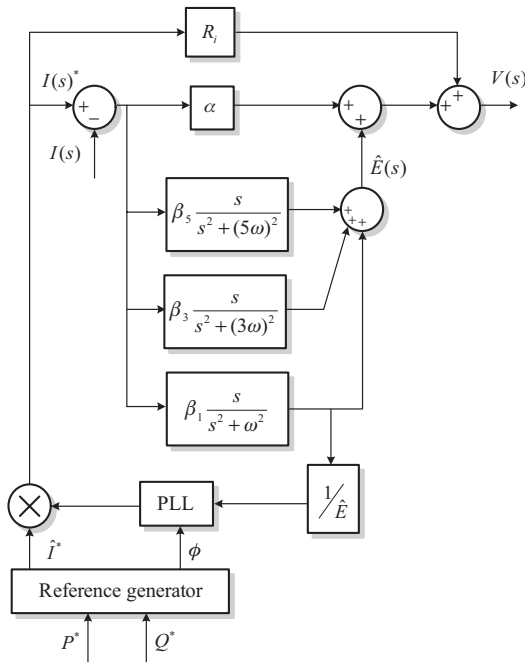 R_i
I(s)^*
+
−
I(s)
α
+
+
+
+
V(s)
Ê(s)
β_5 s / (s^2 + (5ω)^2)
+
+
+
+
β_3 s / (s^2 + (3ω)^2)
β_1 s / (s^2 + ω^2)
1/Ê
PLL
×
Î^*
ϕ
Reference generator
P^*
Q^*